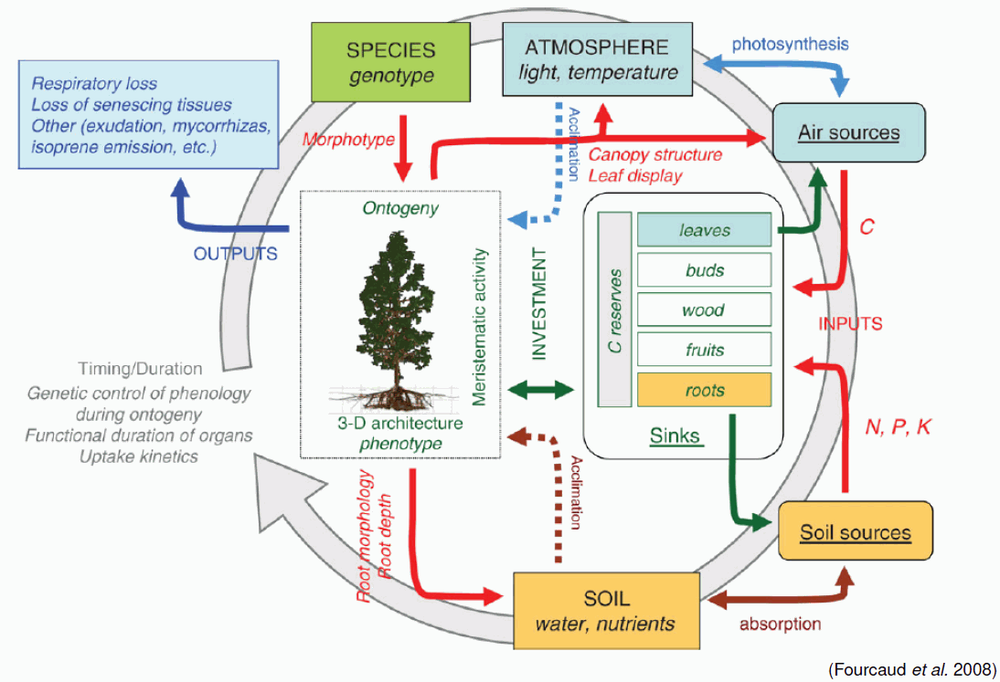 SPECIES
genotype
ATMOSPHERE
light, temperature
photosynthesis
Respiratory loss
Loss of senescing tissues
Other (exudation, mycorrhizas,
isoprene emission, etc.)
Morphotype
Acclimation
Canopy structure
Leaf display
Air sources
Ontogeny
Meristematic activity
3-D architecture
phenotype
OUTPUTS
INVESTMENT
C reserves
leaves
buds
wood
fruits
roots
Sinks
C
INPUTS
N, P, K
Timing/Duration
Genetic control of phenology
during ontogeny
Functional duration of organs
Uptake kinetics
Root morphology
Root depth
Acclimation
Soil sources
SOIL
water, nutrients
absorption
(Fourcaud et al. 2008)